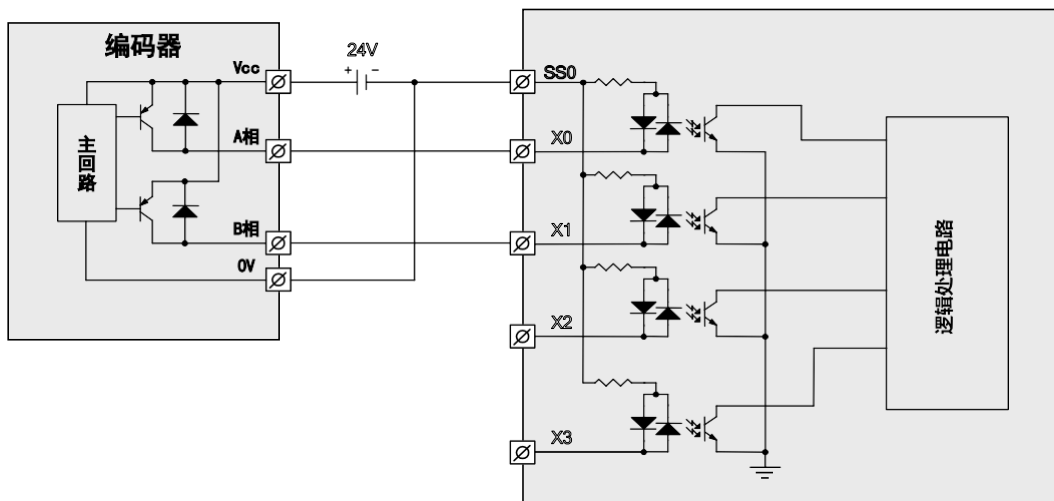 编码器
24V
+ −
Vcc
SS0
A相
X0
主回路
B相
X1
0V
X2
X3
逻辑处理电路